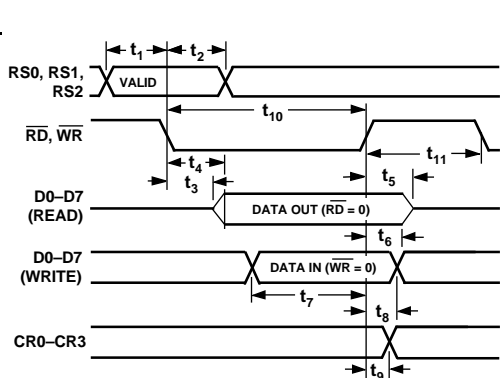 t1 t2
RS0, RS1,
RS2
VALID
t10
RD, WR
t4
t11
t3
t5
D0–D7
(READ)
DATA OUT (RD = 0)
t6
D0–D7
(WRITE)
DATA IN (WR = 0)
t7
t8
CR0–CR3
t9